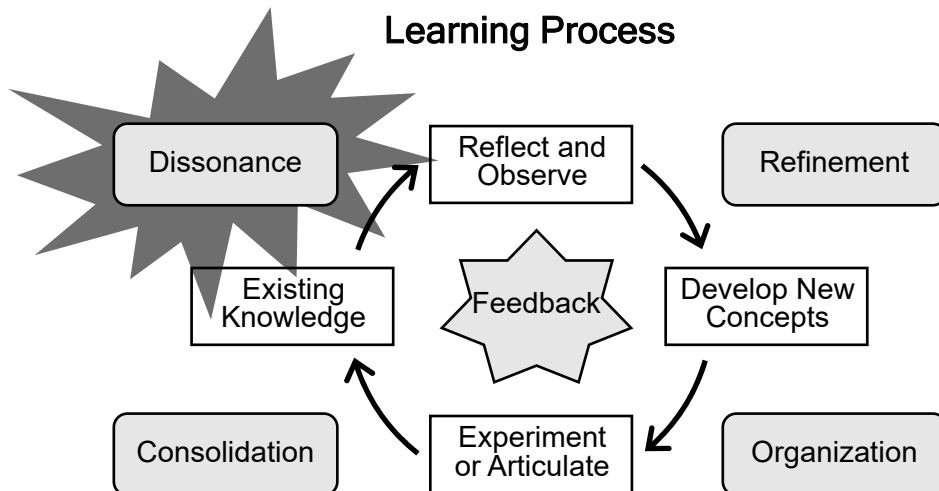 Learning Process
Dissonance
Reflect and
Observe
Refinement
Existing
Knowledge
Feedback
Develop New
Concepts
Consolidation
Experiment
or Articulate
Organization